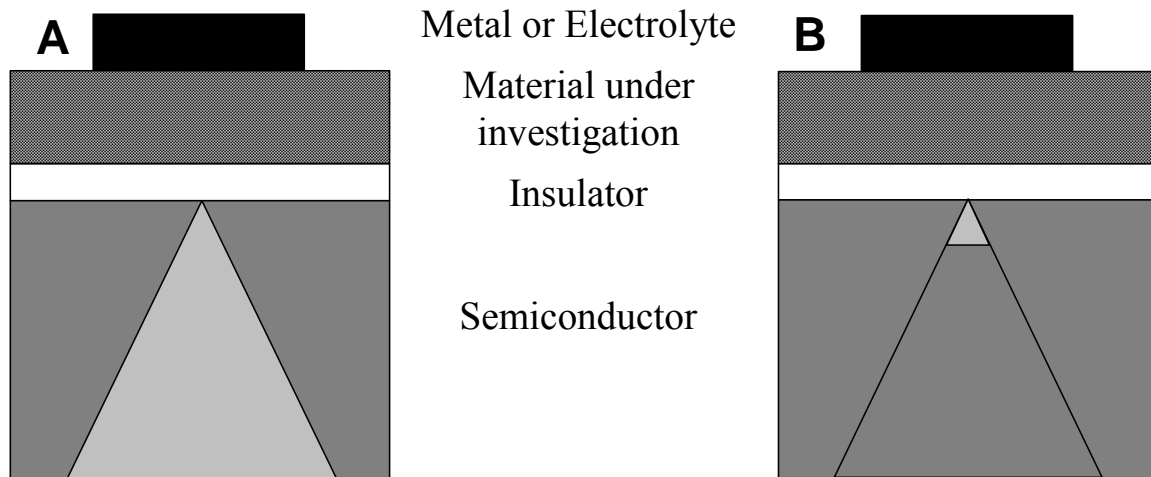 A
Metal or Electrolyte
B
Material under
investigation
Insulator
Semiconductor